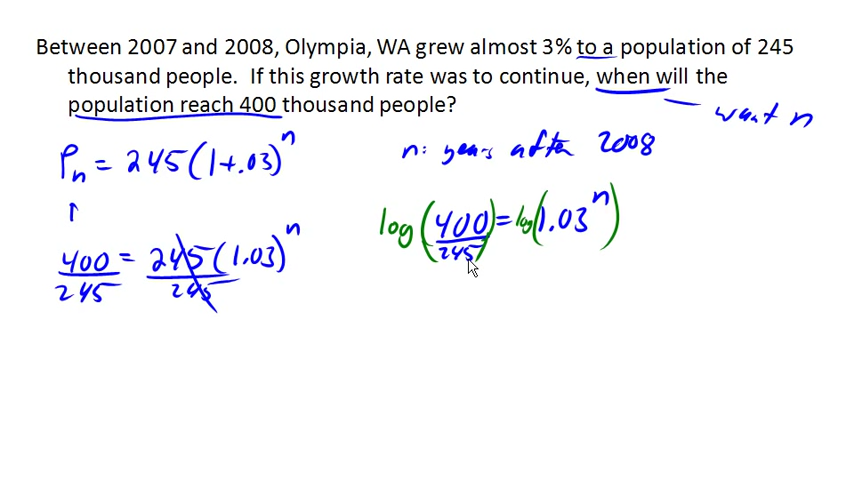 Between 2007 and 2008, Olympia, WA grew almost 3% to a population of 245
thousand people. If this growth rate was to continue, when will the
population reach 400 thousand people?
want n
Pn = 245(1+.03)^n
n: years after 2008
log(400/245) = log(1.03^n)
400/245 = 245(1.03)^n/245